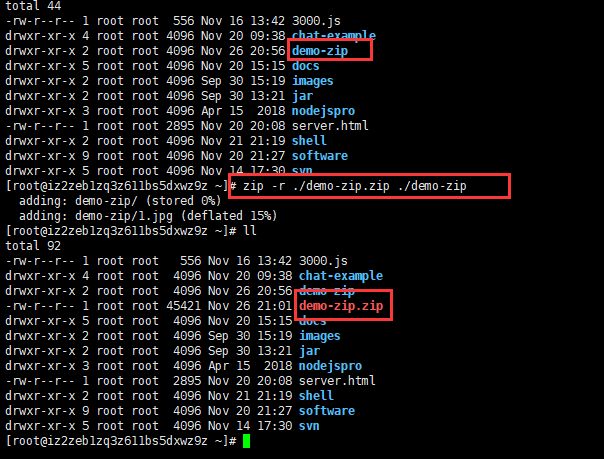 total 44
-rw-r--r-- 1 root root  556 Nov 16 13:42 3000.js
drwxr-xr-x 4 root root 4096 Nov 20 09:38 chat-example
drwxr-xr-x 2 root root 4096 Nov 26 20:56 demo-zip
drwxr-xr-x 5 root root 4096 Nov 20 15:15 docs
drwxr-xr-x 2 root root 4096 Sep 30 15:19 images
drwxr-xr-x 2 root root 4096 Sep 30 13:21 jar
drwxr-xr-x 3 root root 4096 Apr 15  2018 nodejspro
-rw-r--r-- 1 root root 2895 Nov 20 20:08 server.html
drwxr-xr-x 2 root root 4096 Nov 21 21:19 shell
drwxr-xr-x 9 root root 4096 Nov 20 21:27 software
drwxr-xr-x 5 root root 4096 Nov 14 17:30 svn
[root@iz2zeb1zq3z611bs5dxwz9z ~]# zip -r ./demo-zip.zip ./demo-zip
  adding: demo-zip/ (stored 0%)
  adding: demo-zip/1.jpg (deflated 15%)
[root@iz2zeb1zq3z611bs5dxwz9z ~]# ll
total 92
-rw-r--r-- 1 root root   556 Nov 16 13:42 3000.js
drwxr-xr-x 4 root root  4096 Nov 20 09:38 chat-example
drwxr-xr-x 2 root root  4096 Nov 26 20:56 demo-zip
-rw-r--r-- 1 root root 45421 Nov 26 21:01 demo-zip.zip
drwxr-xr-x 5 root root  4096 Nov 20 15:15 docs
drwxr-xr-x 2 root root  4096 Sep 30 15:19 images
drwxr-xr-x 2 root root  4096 Sep 30 13:21 jar
drwxr-xr-x 3 root root  4096 Apr 15  2018 nodejspro
-rw-r--r-- 1 root root  2895 Nov 20 20:08 server.html
drwxr-xr-x 2 root root  4096 Nov 21 21:19 shell
drwxr-xr-x 9 root root  4096 Nov 20 21:27 software
drwxr-xr-x 5 root root  4096 Nov 14 17:30 svn
[root@iz2zeb1zq3z611bs5dxwz9z ~]#